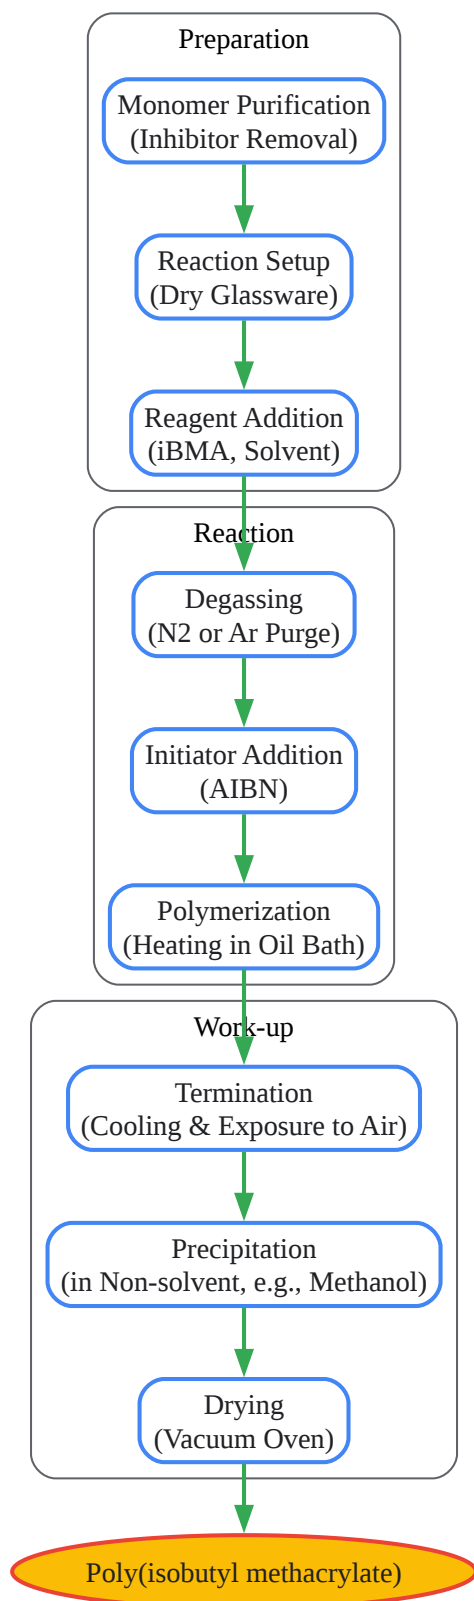 Preparation
Monomer Purification
(Inhibitor Removal)
Reaction Setup
(Dry Glassware)
Reagent Addition
(iBMA, Solvent)
Reaction
Degassing
(N2 or Ar Purge)
Initiator Addition
(AIBN)
Polymerization
(Heating in Oil Bath)
Work-up
Termination
(Cooling & Exposure to Air)
Precipitation
(in Non-solvent, e.g., Methanol)
Drying
(Vacuum Oven)
Poly(isobutyl methacrylate)